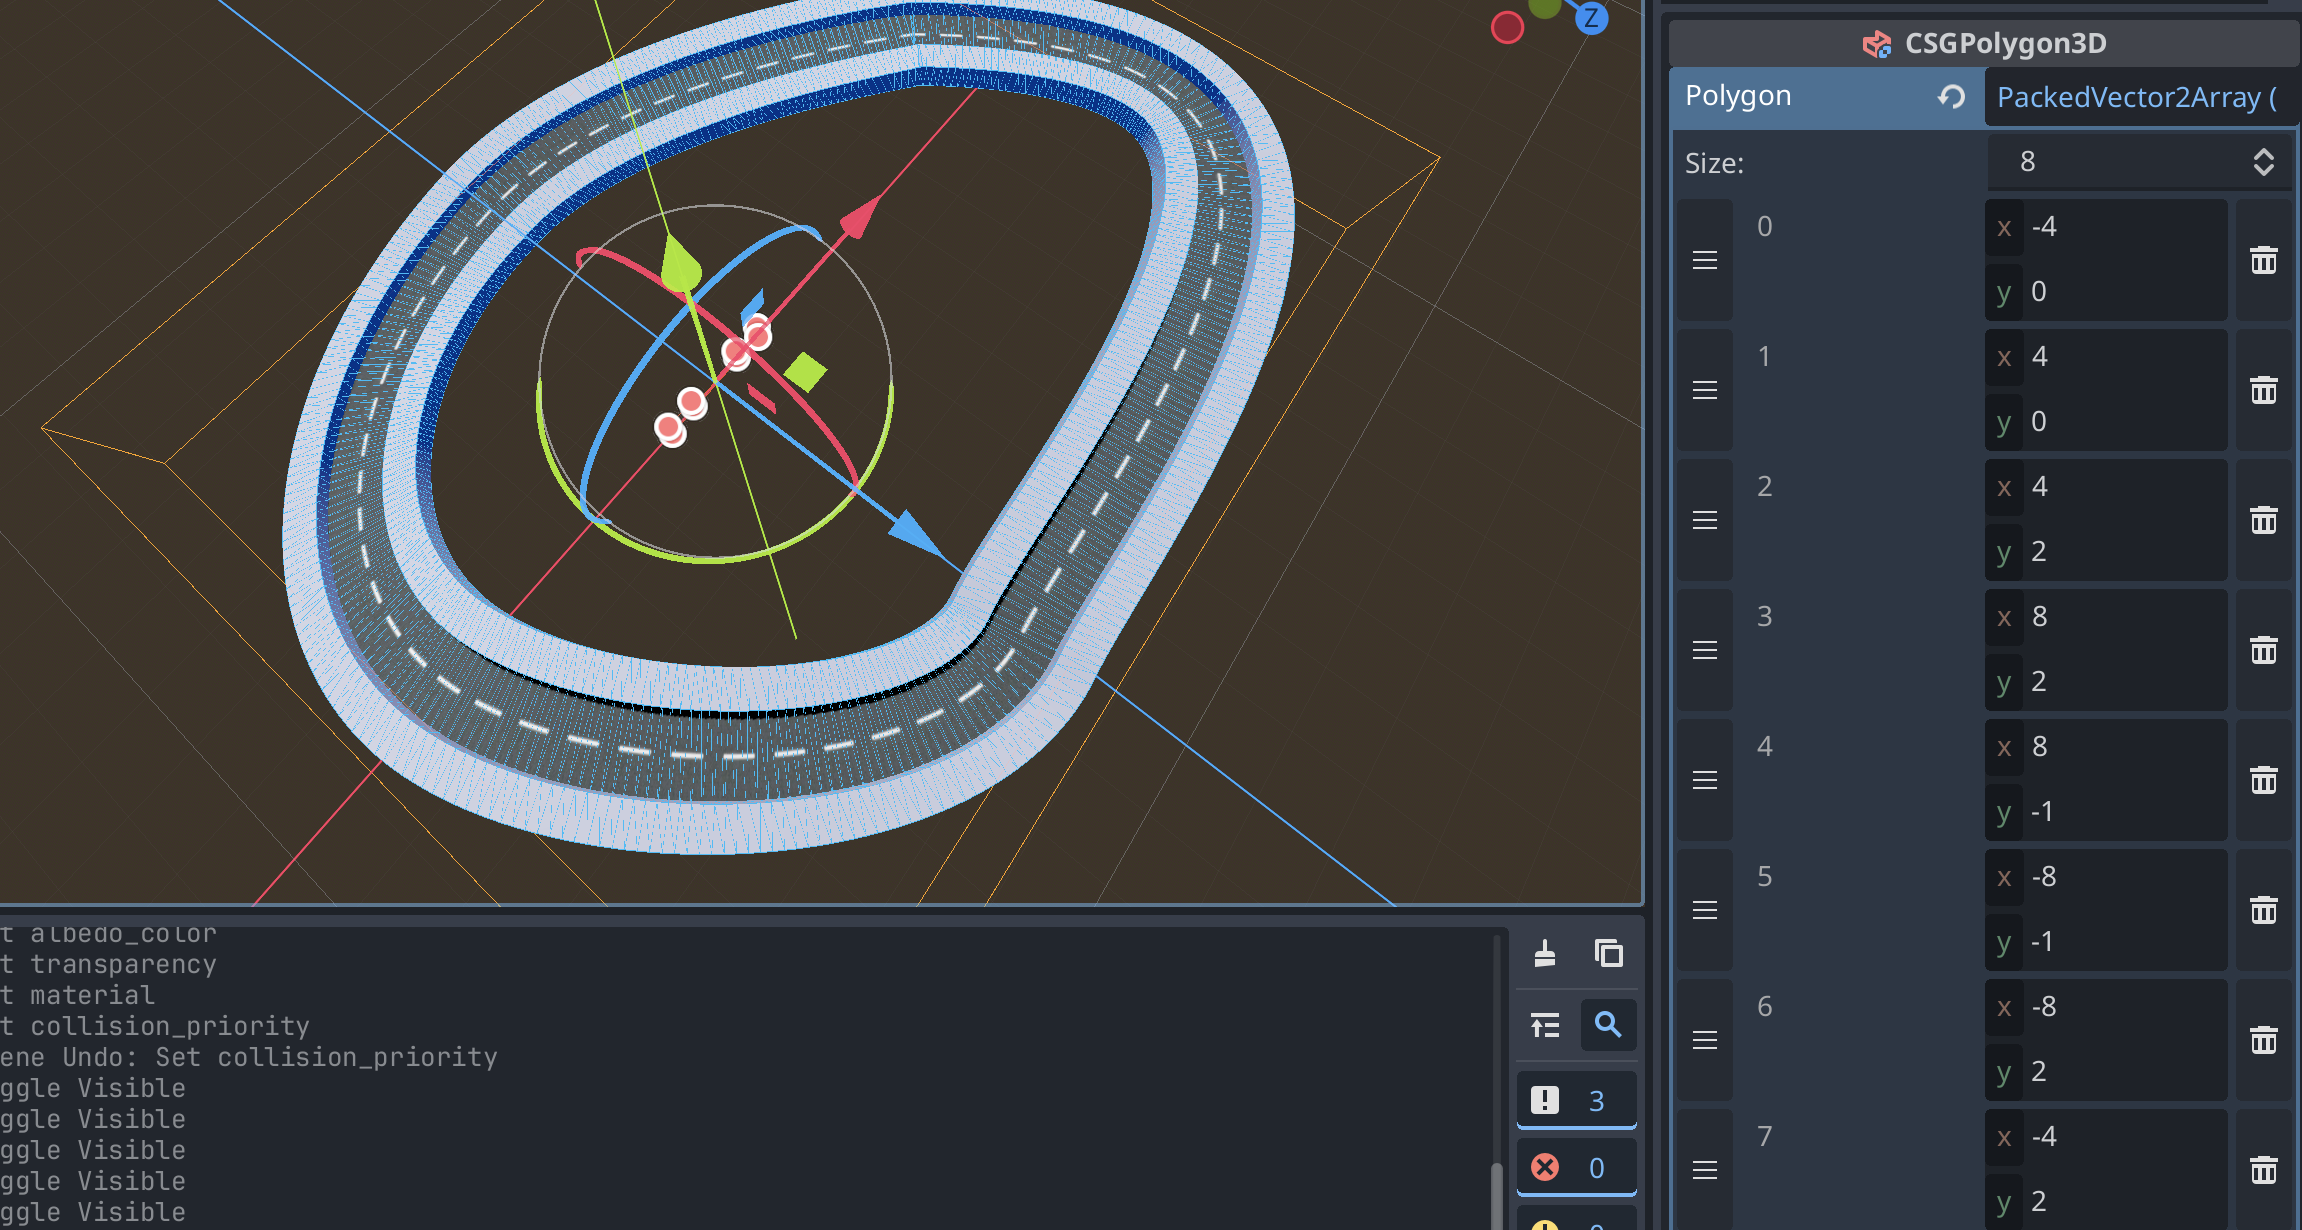 Z
CSGPolygon3D
Polygon
PackedVector2Array (
Size:
8
0
x -4
y 0
1
x 4
y 0
2
x 4
y 2
3
x 8
y 2
4
x 8
y -1
5
x -8
y -1
6
x -8
y 2
7
x -4
y 2
t albedo_color
t transparency
t material
t collision_priority
ene Undo: Set collision_priority
ggle Visible
ggle Visible
ggle Visible
ggle Visible
ggle Visible
3
0